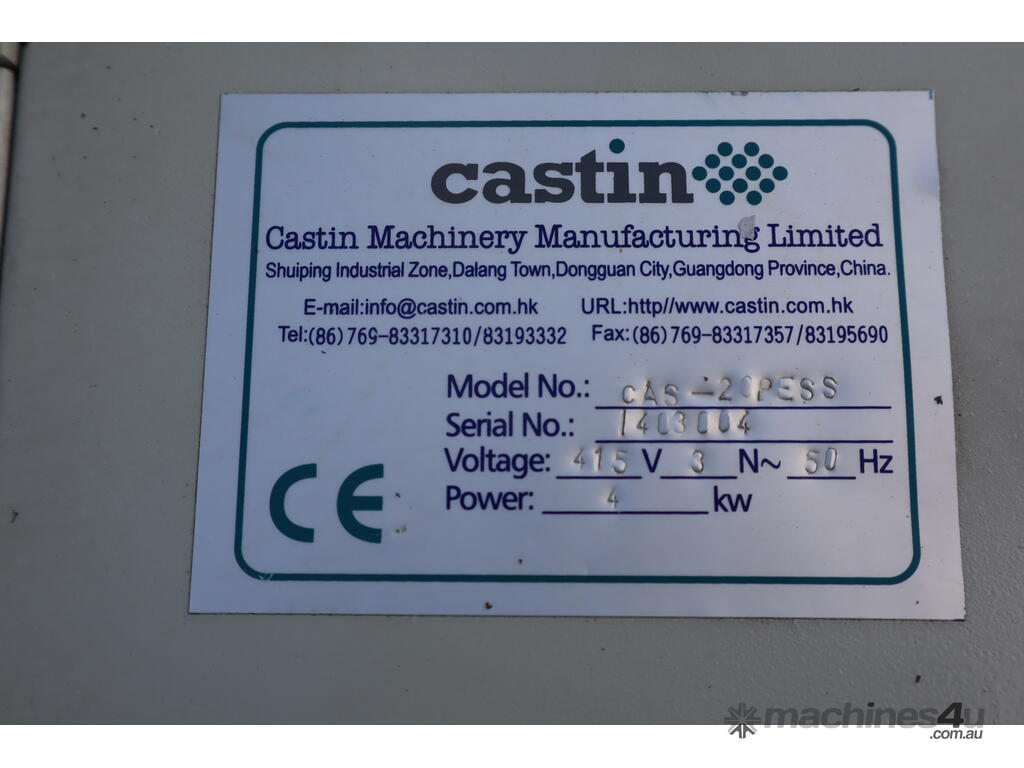 castin
Castin Machinery Manufacturing Limited
Shuiping Industrial Zone,Dalang Town,Dongguan City,Guangdong Province,China.
E-mail:info@castin.com.hk URL:http//www.castin.com.hk
Tel:(86)769-83317310/83193332 Fax:(86)769-83317357/83195690
Model No.: CAS-20PESS
Serial No.: 1403004
Voltage: 415 V 3 N~ 50 Hz
Power: 4 kw
CE
machines4u
.com.au